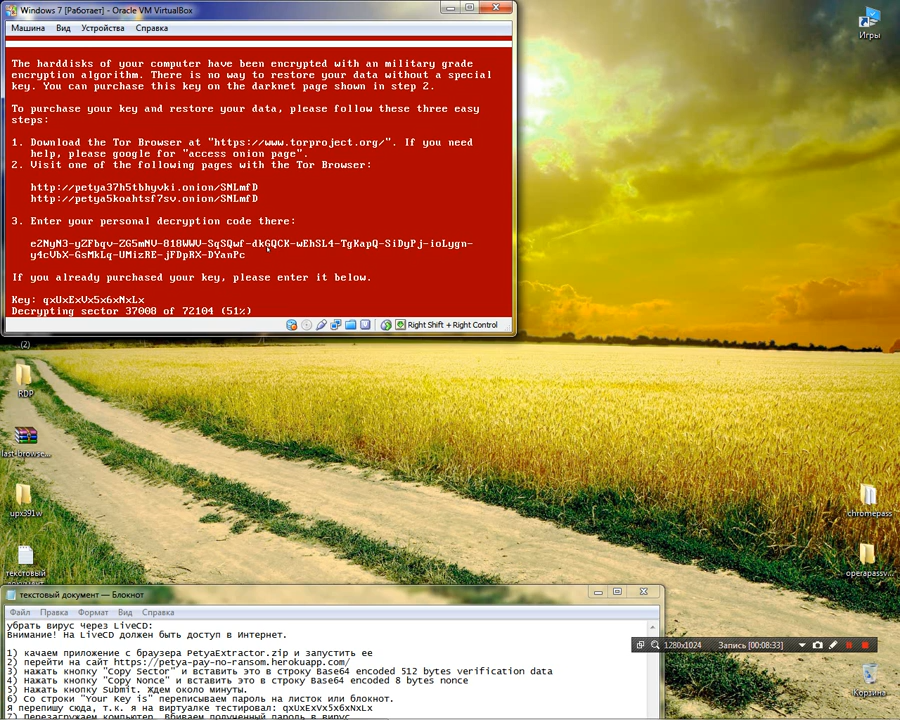 Windows 7 [Работает] - Oracle VM VirtualBox
Машина Вид Устройства Справка
The harddisks of your computer have been encrypted with an military grade
encryption algorithm. There is no way to restore your data without a special
key. You can purchase this key on the darknet page shown in step 2.
To purchase your key and restore your data, please follow these three easy
steps:
1. Download the Tor Browser at "https://www.torproject.org/". If you need
help, please google for "access onion page".
2. Visit one of the following pages with the Tor Browser:
http://petya37h5tbhyvki.onion/SNLmfD
http://petya5koahtsf7sv.onion/SNLmfD
3. Enter your personal decryption code there:
e2NyN3-yZFbqv-ZG5mNV-818WWV-SqSQwf-dkGQCK-wEhSL4-TgKapQ-SiDyPj-ioLygn-
y4cVbX-GsMkLq-UMizRE-jFDpRX-DYanPc
If you already purchased your key, please enter it below.
Key: qxUxExVx5x6xNxLx
Decrypting sector 37008 of 72104 (51%)
Right Shift + Right Control
Игры
...(2)
RDP
last-browse...
upx391w
текстовый
chromepass
operapassv...
Корзина
1280x1024 Запись [00:08:33]
текстовый документ — Блокнот
Файл Правка Формат Вид Справка
убрать вирус через LiveCD:
Внимание! На LiveCD должен быть доступ в Интернет.
1) качаем приложение с браузера PetyaExtractor.zip и запустить ее
2) перейти на сайт https://petya-pay-no-ransom.herokuapp.com/
3) нажать кнопку "Copy Sector" и вставить это в строку Base64 encoded 512 bytes verification data
4) нажать кнопку "Copy Nonce" и вставить это в строку Base64 encoded 8 bytes nonce
5) Нажать кнопку Submit. Ждем около минуты.
6) Со строки "Your Key is" переписываем пароль на листок или блокнот.
Я перепишу сюда, т.к. я на виртуалке тестировал: qxUxExVx5x6xNxLx
7) Перезагружаем компьютер. Вбиваем полученный пароль в вирус.